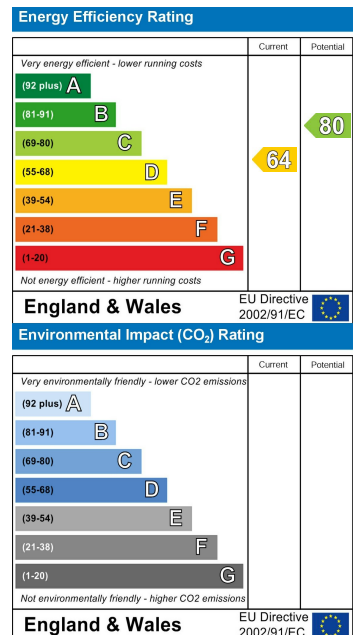 Energy Efficiency Rating
Current Potential
Very energy efficient - lower running costs
(92 plus) A
(81-91) B
(69-80) C
(55-68) D
(39-54) E
(21-38) F
(1-20) G
64
80
Not energy efficient - higher running costs
England & Wales
EU Directive
2002/91/EC
Environmental Impact (CO₂) Rating
Current Potential
Very environmentally friendly - lower CO2 emissions
(92 plus) A
(81-91) B
(69-80) C
(55-68) D
(39-54) E
(21-38) F
(1-20) G
Not environmentally friendly - higher CO2 emissions
England & Wales
EU Directive
2002/91/EC